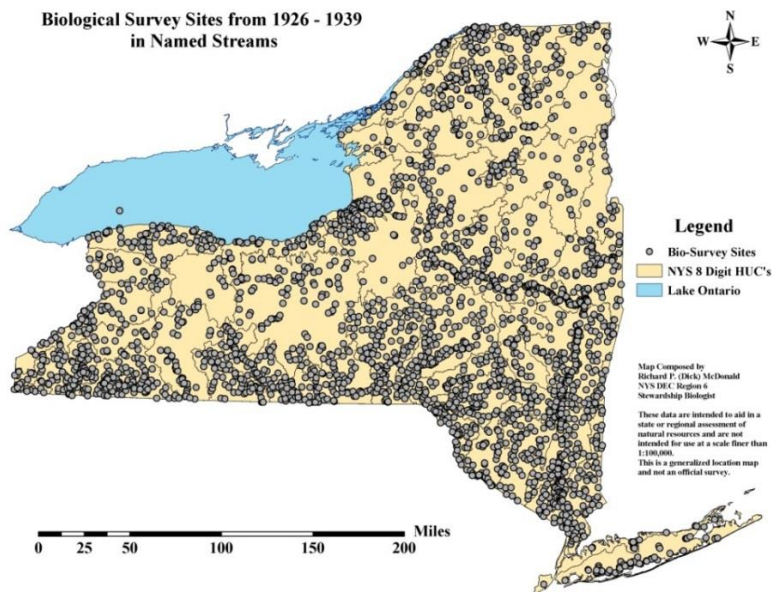 Biological Survey Sites from 1926 - 1939
in Named Streams
N
W E
S
Legend
Bio-Survey Sites
NYS 8 Digit HUC's
Lake Ontario
Map Composed by
Richard P. (Dick) McDonald
NYS DEC Region 6
Stewardship Biologist
These data are intended to aid in a
state or regional assessment of
natural resources and are not
intended for use at a scale finer than
1:100,000.
This is a generalized location map
and not an official survey.
Miles
0 25 50 100 150 200